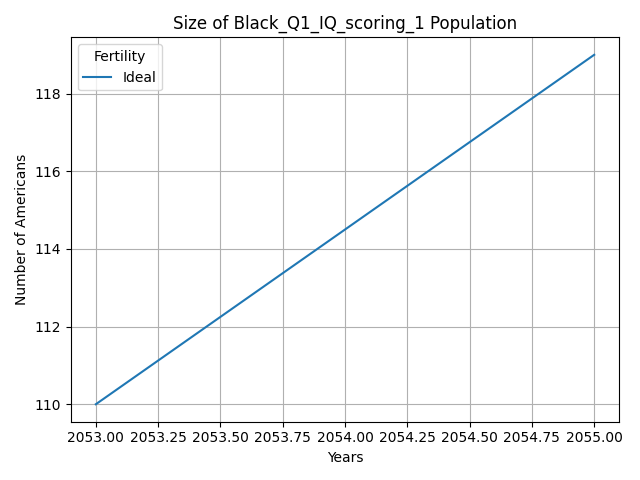 Size of Black_Q1_IQ_scoring_1 Population
Fertility
Ideal
Number of Americans
118
116
114
112
110
2053.00 2053.25 2053.50 2053.75 2054.00 2054.25 2054.50 2054.75 2055.00
Years